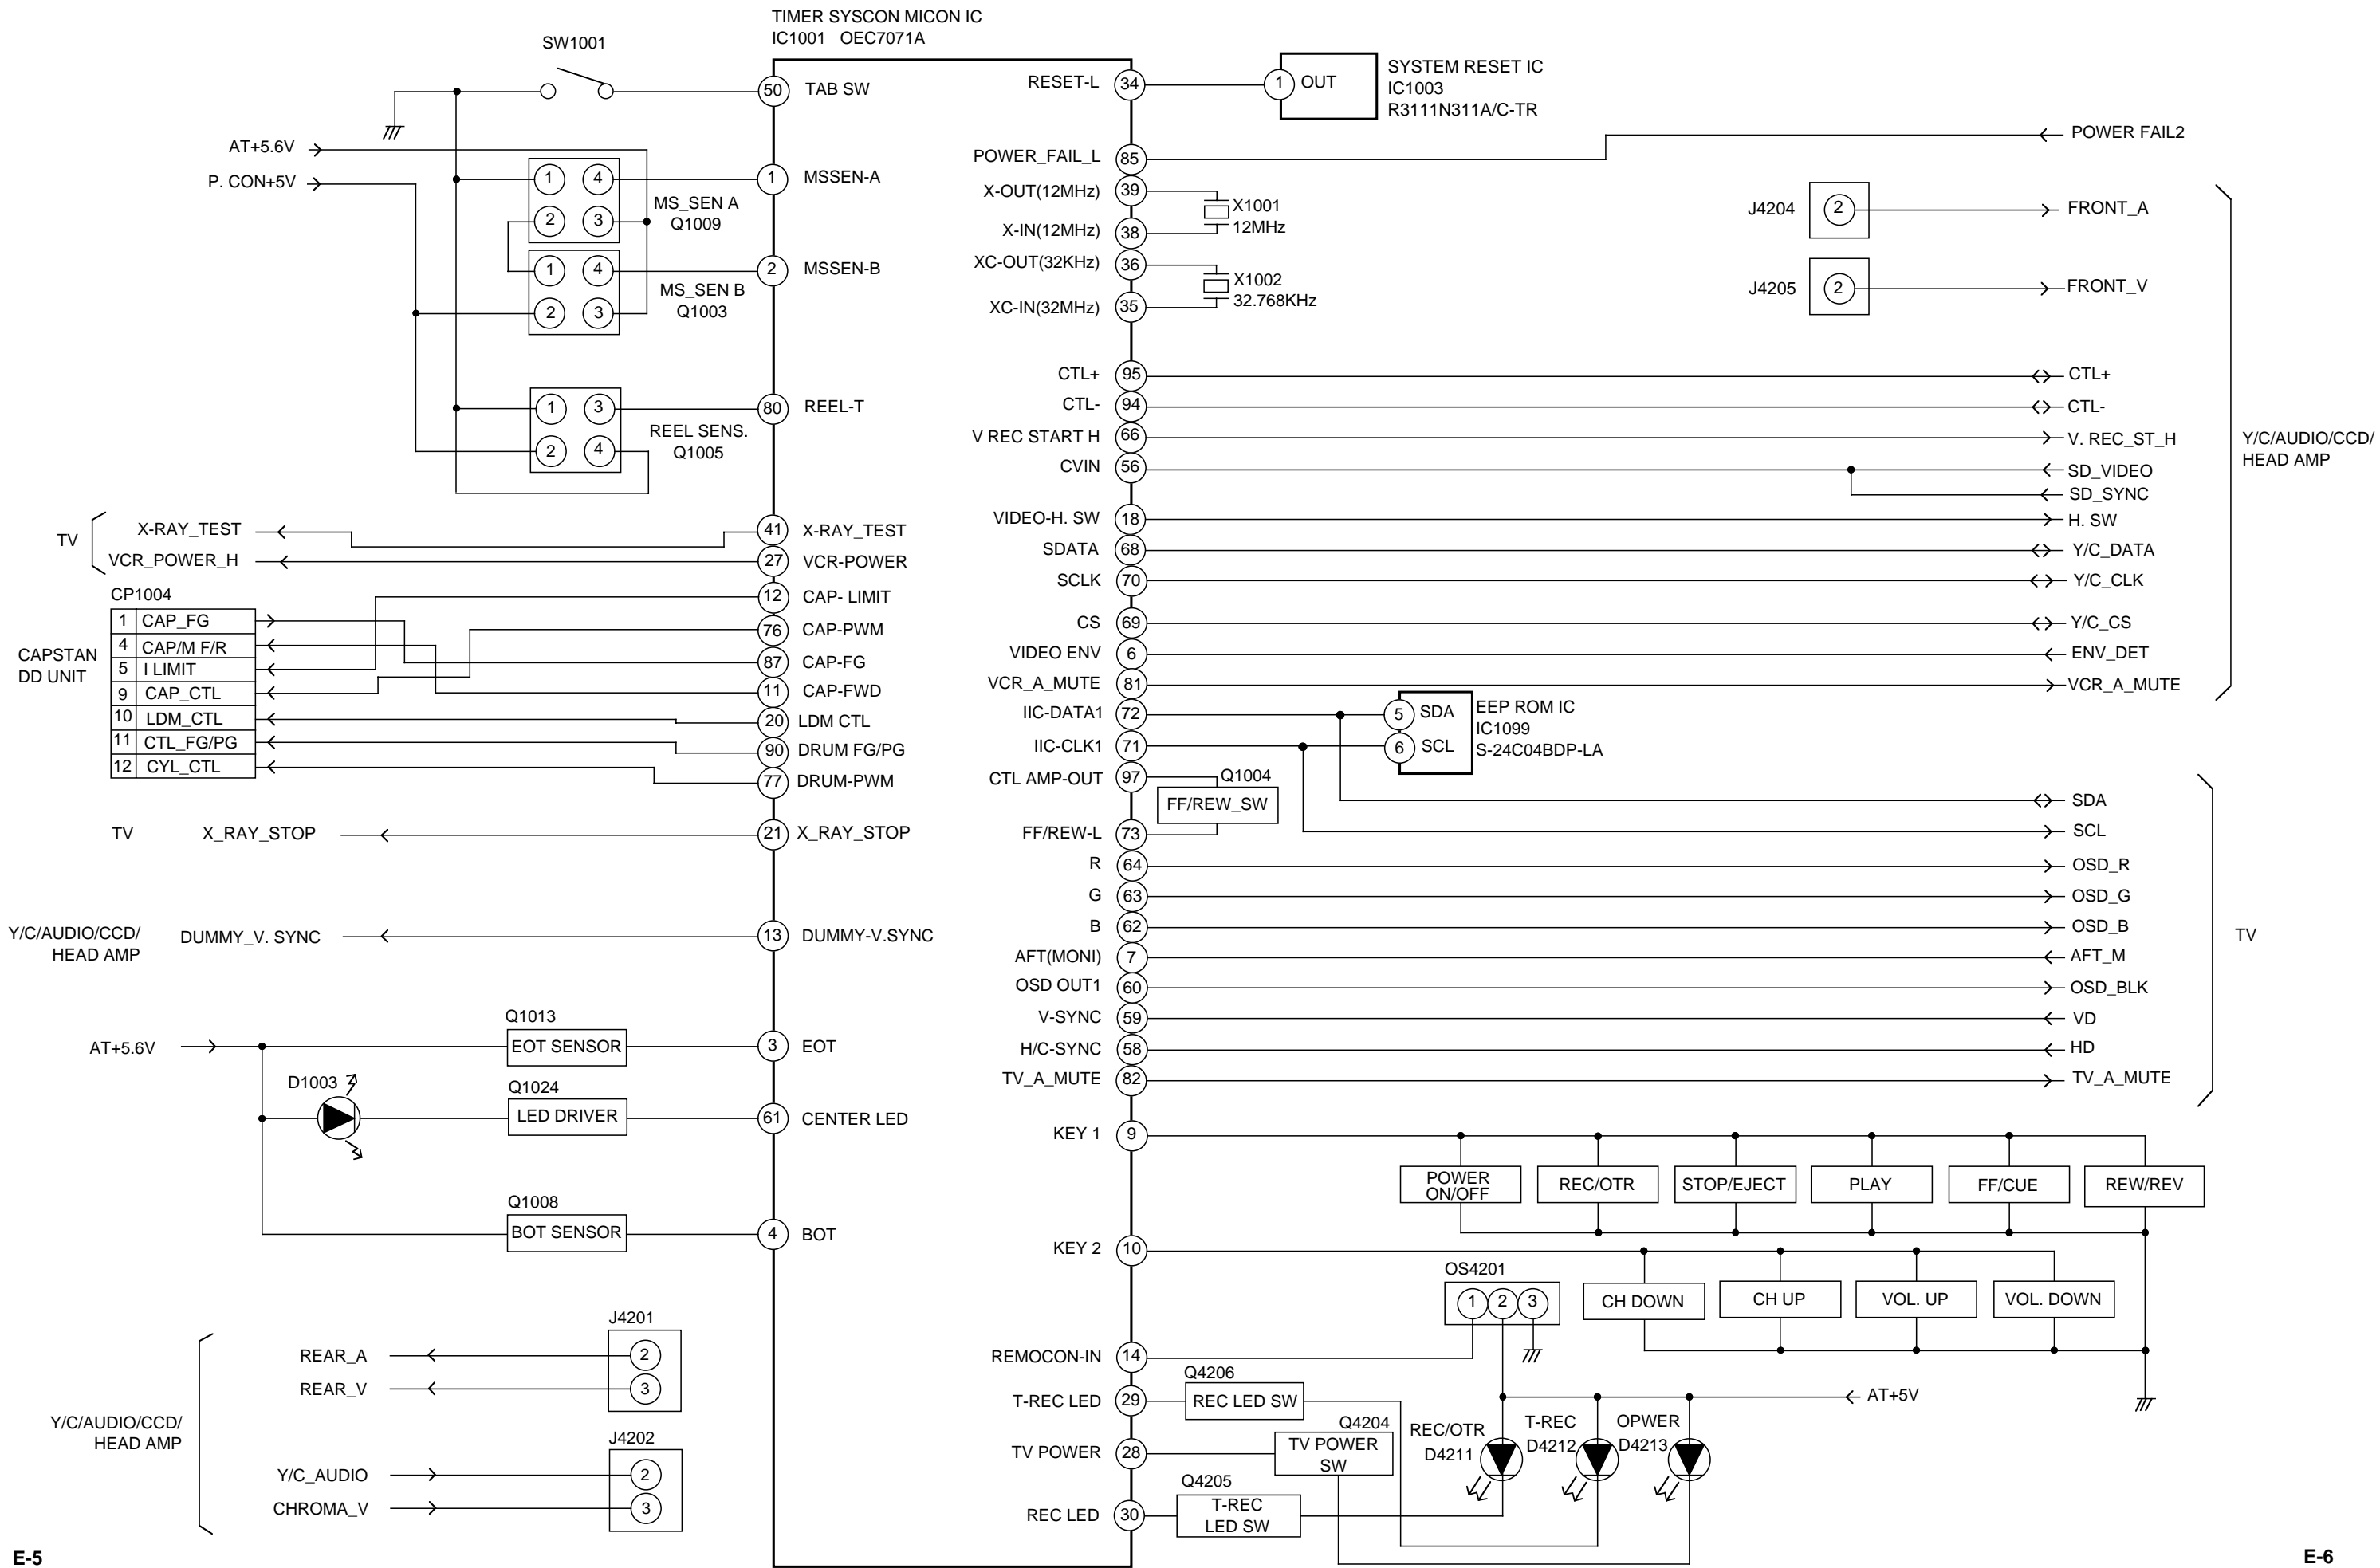 TIMER SYSCON MICON IC
IC1001 OEC7071A
SW1001
50 TAB SW
AT+5.6V
P. CON+5V
1 4
2 3
MS_SEN A
Q1009
1 MSSEN-A
1 4
2 3
MS_SEN B
Q1003
2 MSSEN-B
1 3
2 4
REEL SENS.
Q1005
80 REEL-T
TV
X-RAY_TEST
41 X-RAY_TEST
VCR_POWER_H
27 VCR-POWER
CP1004
CAPSTAN
DD UNIT
1 CAP_FG
4 CAP/M F/R
5 I LIMIT
9 CAP_CTL
10 LDM_CTL
11 CTL_FG/PG
12 CYL_CTL
12 CAP- LIMIT
76 CAP-PWM
87 CAP-FG
11 CAP-FWD
20 LDM CTL
90 DRUM FG/PG
77 DRUM-PWM
TV X_RAY_STOP
21 X_RAY_STOP
Y/C/AUDIO/CCD/
HEAD AMP
DUMMY_V. SYNC
13 DUMMY-V.SYNC
AT+5.6V
Q1013
EOT SENSOR
3 EOT
D1003
Q1024
LED DRIVER
61 CENTER LED
Q1008
BOT SENSOR
4 BOT
Y/C/AUDIO/CCD/
HEAD AMP
J4201
REAR_A 2
REAR_V 3
J4202
Y/C_AUDIO 2
CHROMA_V 3
E-5
RESET-L 34
1 OUT
SYSTEM RESET IC
IC1003
R3111N311A/C-TR
POWER_FAIL_L 85
POWER FAIL2
X-OUT(12MHz) 39
X-IN(12MHz) 38
X1001
12MHz
XC-OUT(32KHz) 36
XC-IN(32MHz) 35
X1002
32.768KHz
J4204 2 FRONT_A
J4205 2 FRONT_V
CTL+ 95 CTL+
CTL- 94 CTL-
V REC START H 66 V. REC_ST_H
CVIN 56 SD_VIDEO
SD_SYNC
VIDEO-H. SW 18 H. SW
SDATA 68 Y/C_DATA
SCLK 70 Y/C_CLK
CS 69 Y/C_CS
VIDEO ENV 6 ENV_DET
VCR_A_MUTE 81 VCR_A_MUTE
Y/C/AUDIO/CCD/
HEAD AMP
IIC-DATA1 72
IIC-CLK1 71
5 SDA
6 SCL
EEP ROM IC
IC1099
S-24C04BDP-LA
CTL AMP-OUT 97
Q1004
FF/REW_SW
FF/REW-L 73
SDA
SCL
R 64 OSD_R
G 63 OSD_G
B 62 OSD_B
AFT(MONI) 7 AFT_M
OSD OUT1 60 OSD_BLK
V-SYNC 59 VD
H/C-SYNC 58 HD
TV_A_MUTE 82 TV_A_MUTE
TV
KEY 1 9
POWER
ON/OFF
REC/OTR
STOP/EJECT
PLAY
FF/CUE
REW/REV
KEY 2 10
OS4201
1 2 3
CH DOWN
CH UP
VOL. UP
VOL. DOWN
REMOCON-IN 14
T-REC LED 29
Q4206
REC LED SW
AT+5V
TV POWER 28
Q4204
TV POWER
SW
REC/OTR
D4211
T-REC
D4212
OPWER
D4213
REC LED 30
Q4205
T-REC
LED SW
E-6